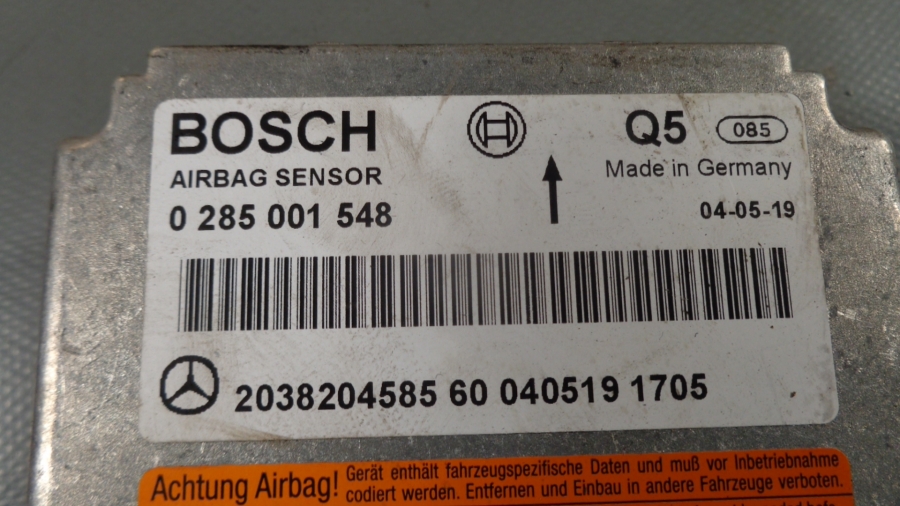 BOSCH
Q5 085
AIRBAG SENSOR
Made in Germany
0 285 001 548
04-05-19
2038204585 60 040519 1705
Achtung Airbag! Gerät enthält fahrzeugspezifische Daten und muß vor Inbetriebnahme
codiert werden. Entfernen und Einbau in andere Fahrzeuge verboten.